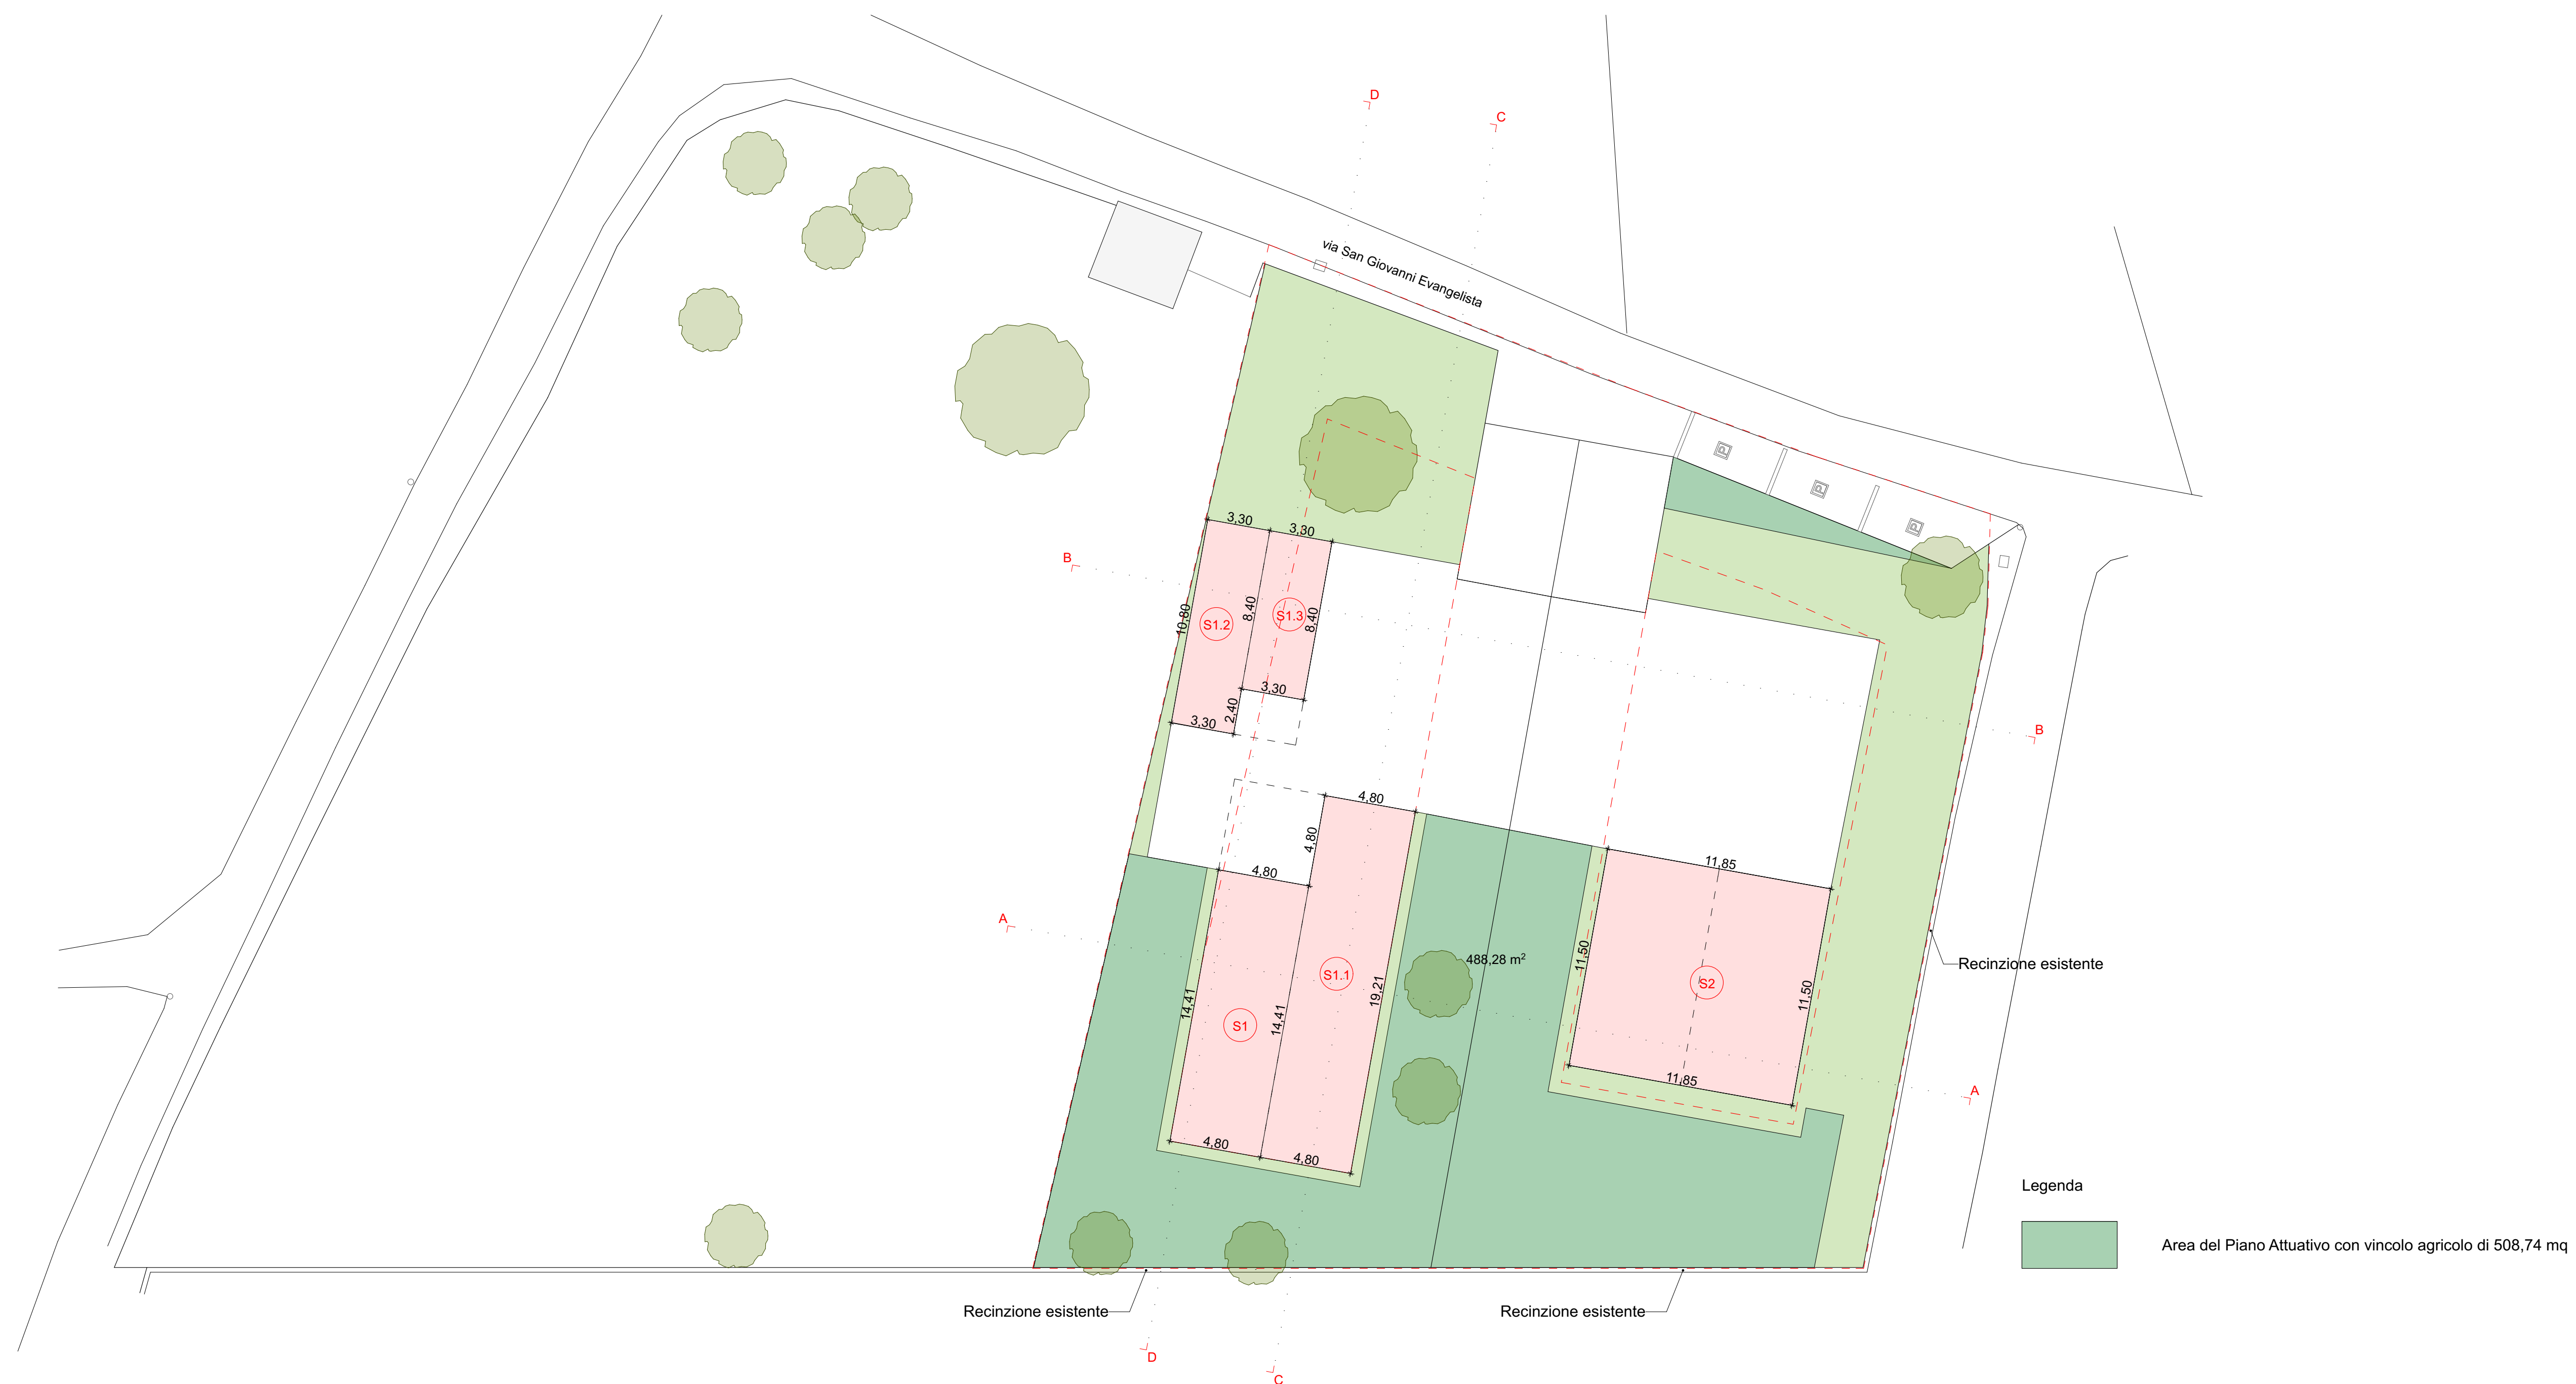 D
C
via San Giovanni Evangelista
P
P
P
3,30
3,30
B
10,80
S1.2
8,40
S1.3
8,40
3,30
2,40
3,30
B
4,80
4,80
4,80
11,85
A
14,41
S1
14,41
S1.1
19,21
488,28 m²
11,50
S2
11,50
Recinzione esistente
11,85
A
4,80
4,80
Legenda
Area del Piano Attuativo con vincolo agricolo di 508,74 mq
Recinzione esistente
Recinzione esistente
D
C